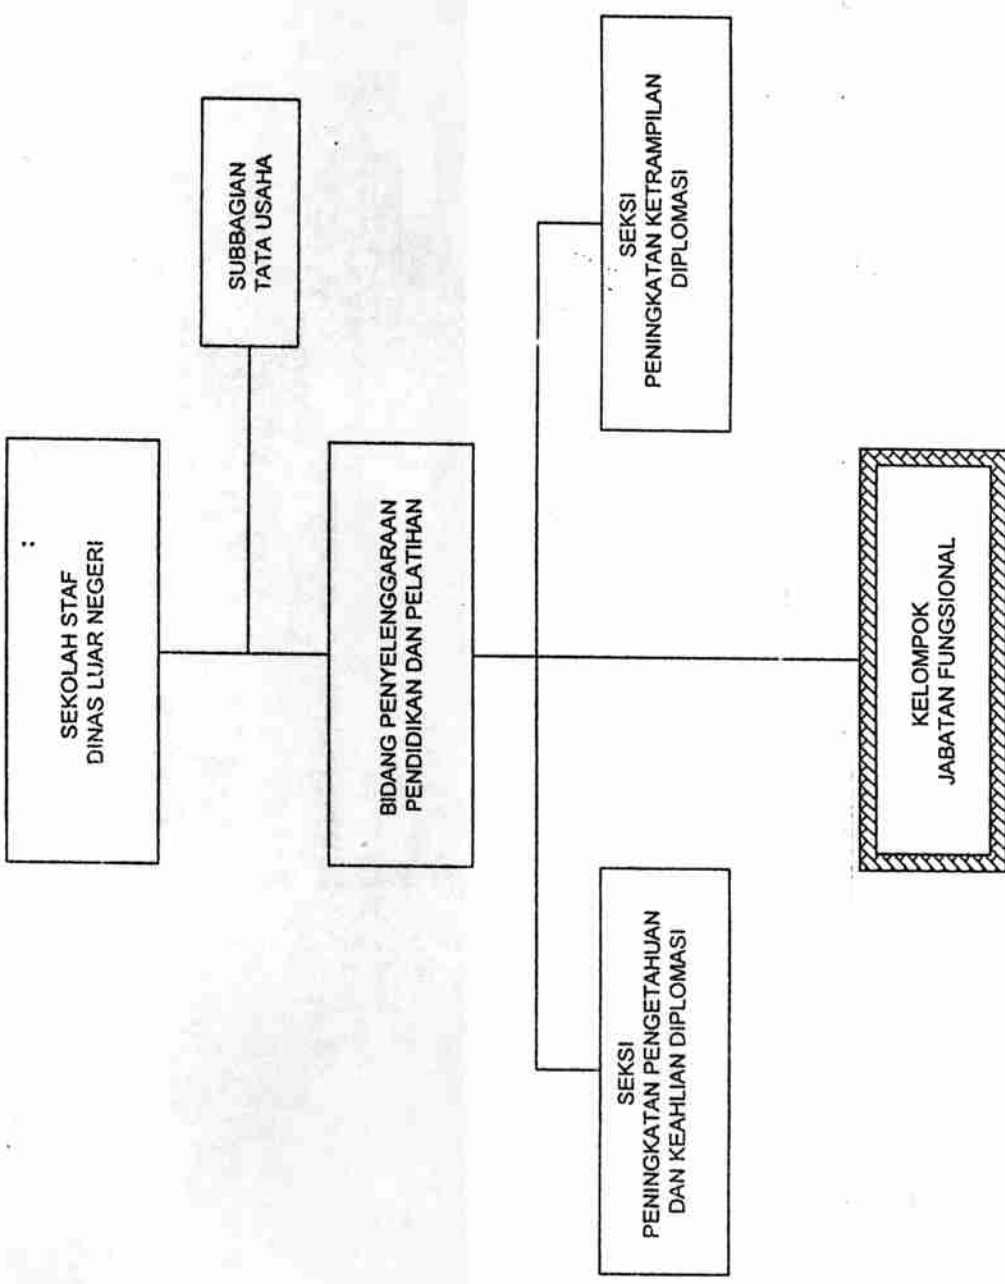 SEKOLAH STAF
DINAS LUAR NEGERI
SUBBAGIAN
TATA USAHA
BIDANG PENYELENGGARAAN
PENDIDIKAN DAN PELATIHAN
SEKSI
PENINGKATAN PENGETAHUAN
DAN KEAHLIAN DIPLOMASI
SEKSI
PENINGKATAN KETRAMPILAN
DIPLOMASI
KELOMPOK
JABATAN FUNGSIONAL